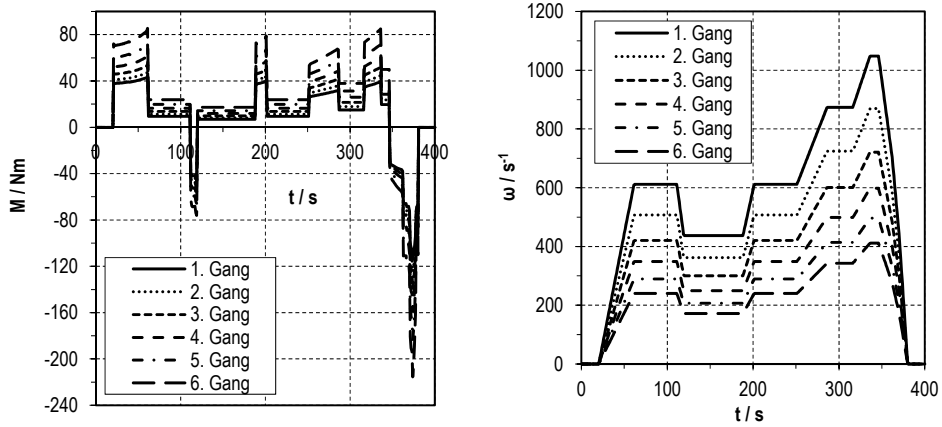 80
40
0
-40
-80
-120
-160
-200
-240
0
100
200
300
400
M / Nm
t / s
1. Gang
2. Gang
3. Gang
4. Gang
5. Gang
6. Gang
1200
1000
800
600
400
200
0
0
100
200
300
400
ω / s⁻¹
t / s
1. Gang
2. Gang
3. Gang
4. Gang
5. Gang
6. Gang